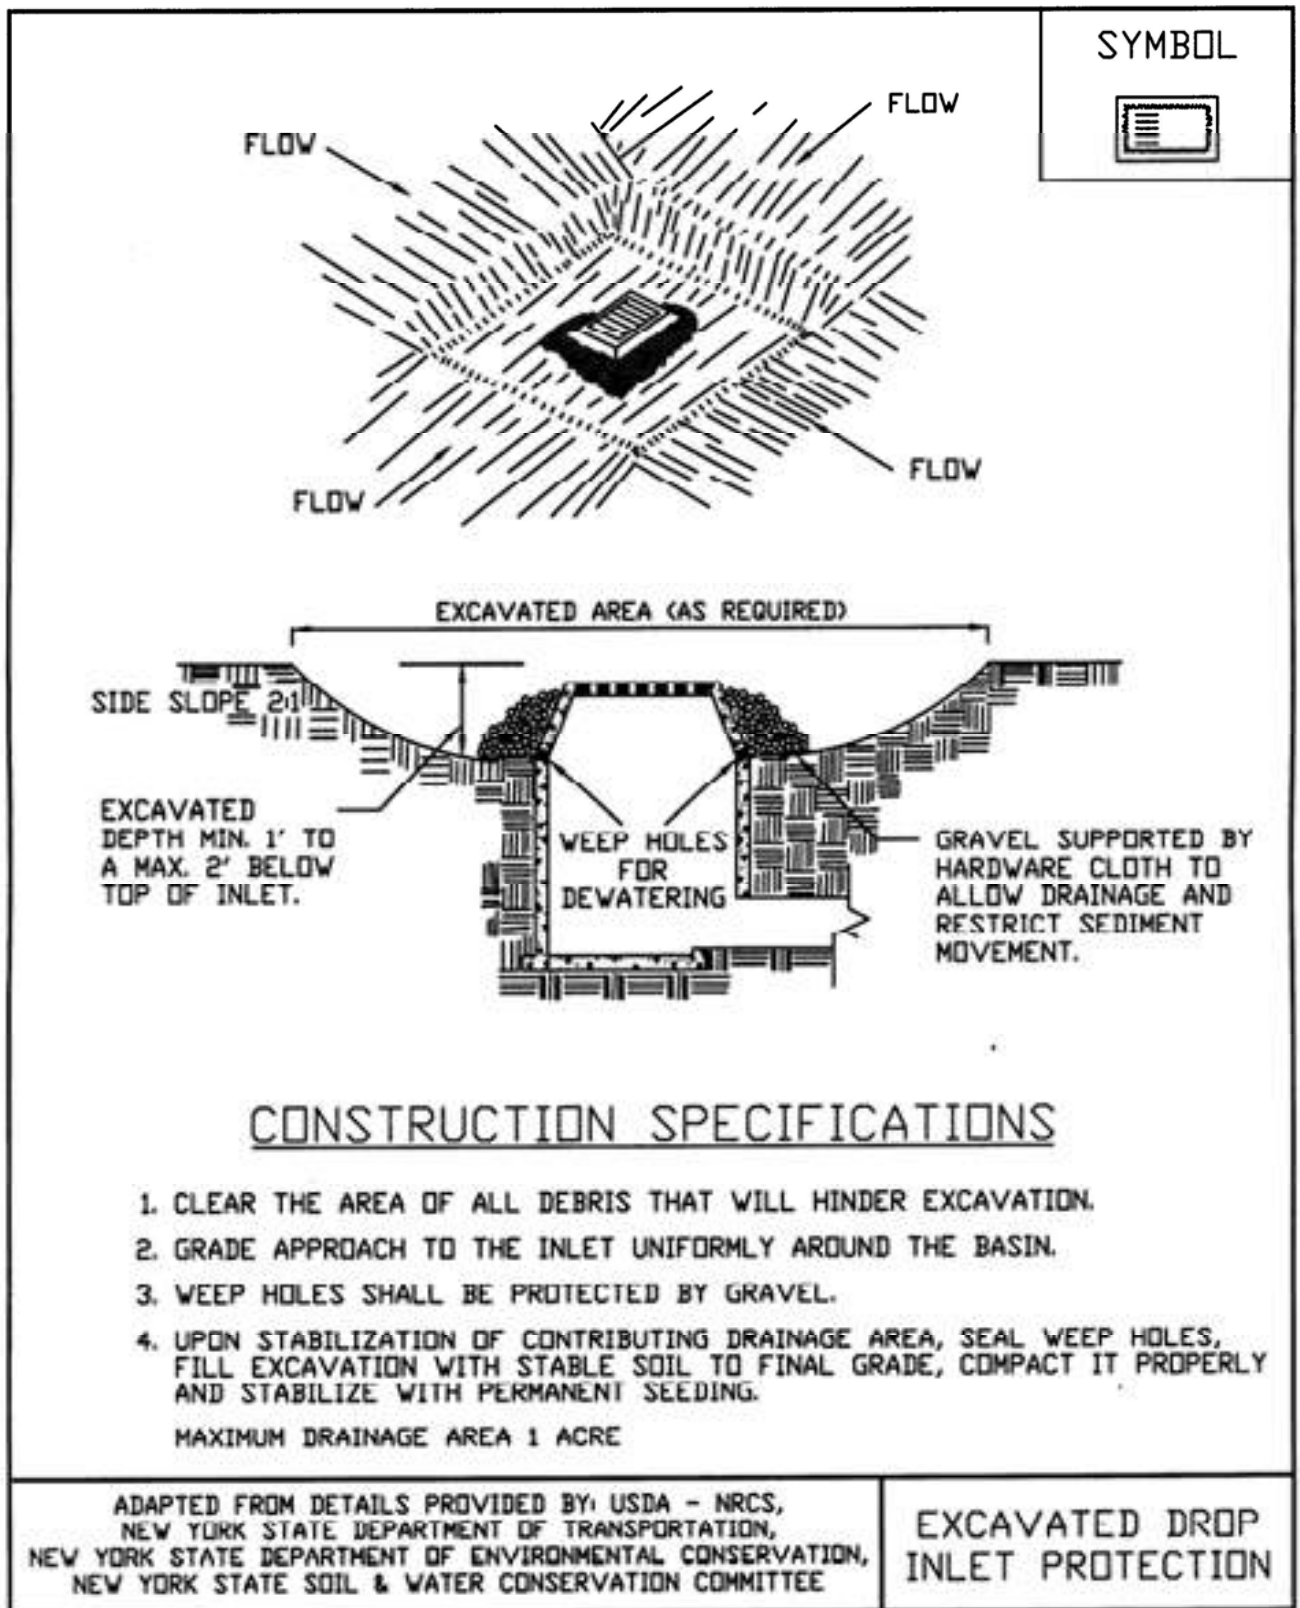 SYMBOL
FLOW
FLOW
FLOW
FLOW
EXCAVATED AREA (AS REQUIRED)
SIDE SLOPE 2:1
EXCAVATED
DEPTH MIN. 1' TO
A MAX. 2' BELOW
TOP OF INLET.
WEEP HOLES
FOR
DEWATERING
GRAVEL SUPPORTED BY
HARDWARE CLOTH TO
ALLOW DRAINAGE AND
RESTRICT SEDIMENT
MOVEMENT.
CONSTRUCTION SPECIFICATIONS
1. CLEAR THE AREA OF ALL DEBRIS THAT WILL HINDER EXCAVATION.
2. GRADE APPROACH TO THE INLET UNIFORMLY AROUND THE BASIN.
3. WEEP HOLES SHALL BE PROTECTED BY GRAVEL.
4. UPON STABILIZATION OF CONTRIBUTING DRAINAGE AREA, SEAL WEEP HOLES,
FILL EXCAVATION WITH STABLE SOIL TO FINAL GRADE, COMPACT IT PROPERLY
AND STABILIZE WITH PERMANENT SEEDING.
MAXIMUM DRAINAGE AREA 1 ACRE
ADAPTED FROM DETAILS PROVIDED BY: USDA - NRCS,
NEW YORK STATE DEPARTMENT OF TRANSPORTATION,
NEW YORK STATE DEPARTMENT OF ENVIRONMENTAL CONSERVATION,
NEW YORK STATE SOIL & WATER CONSERVATION COMMITTEE
EXCAVATED DROP
INLET PROTECTION